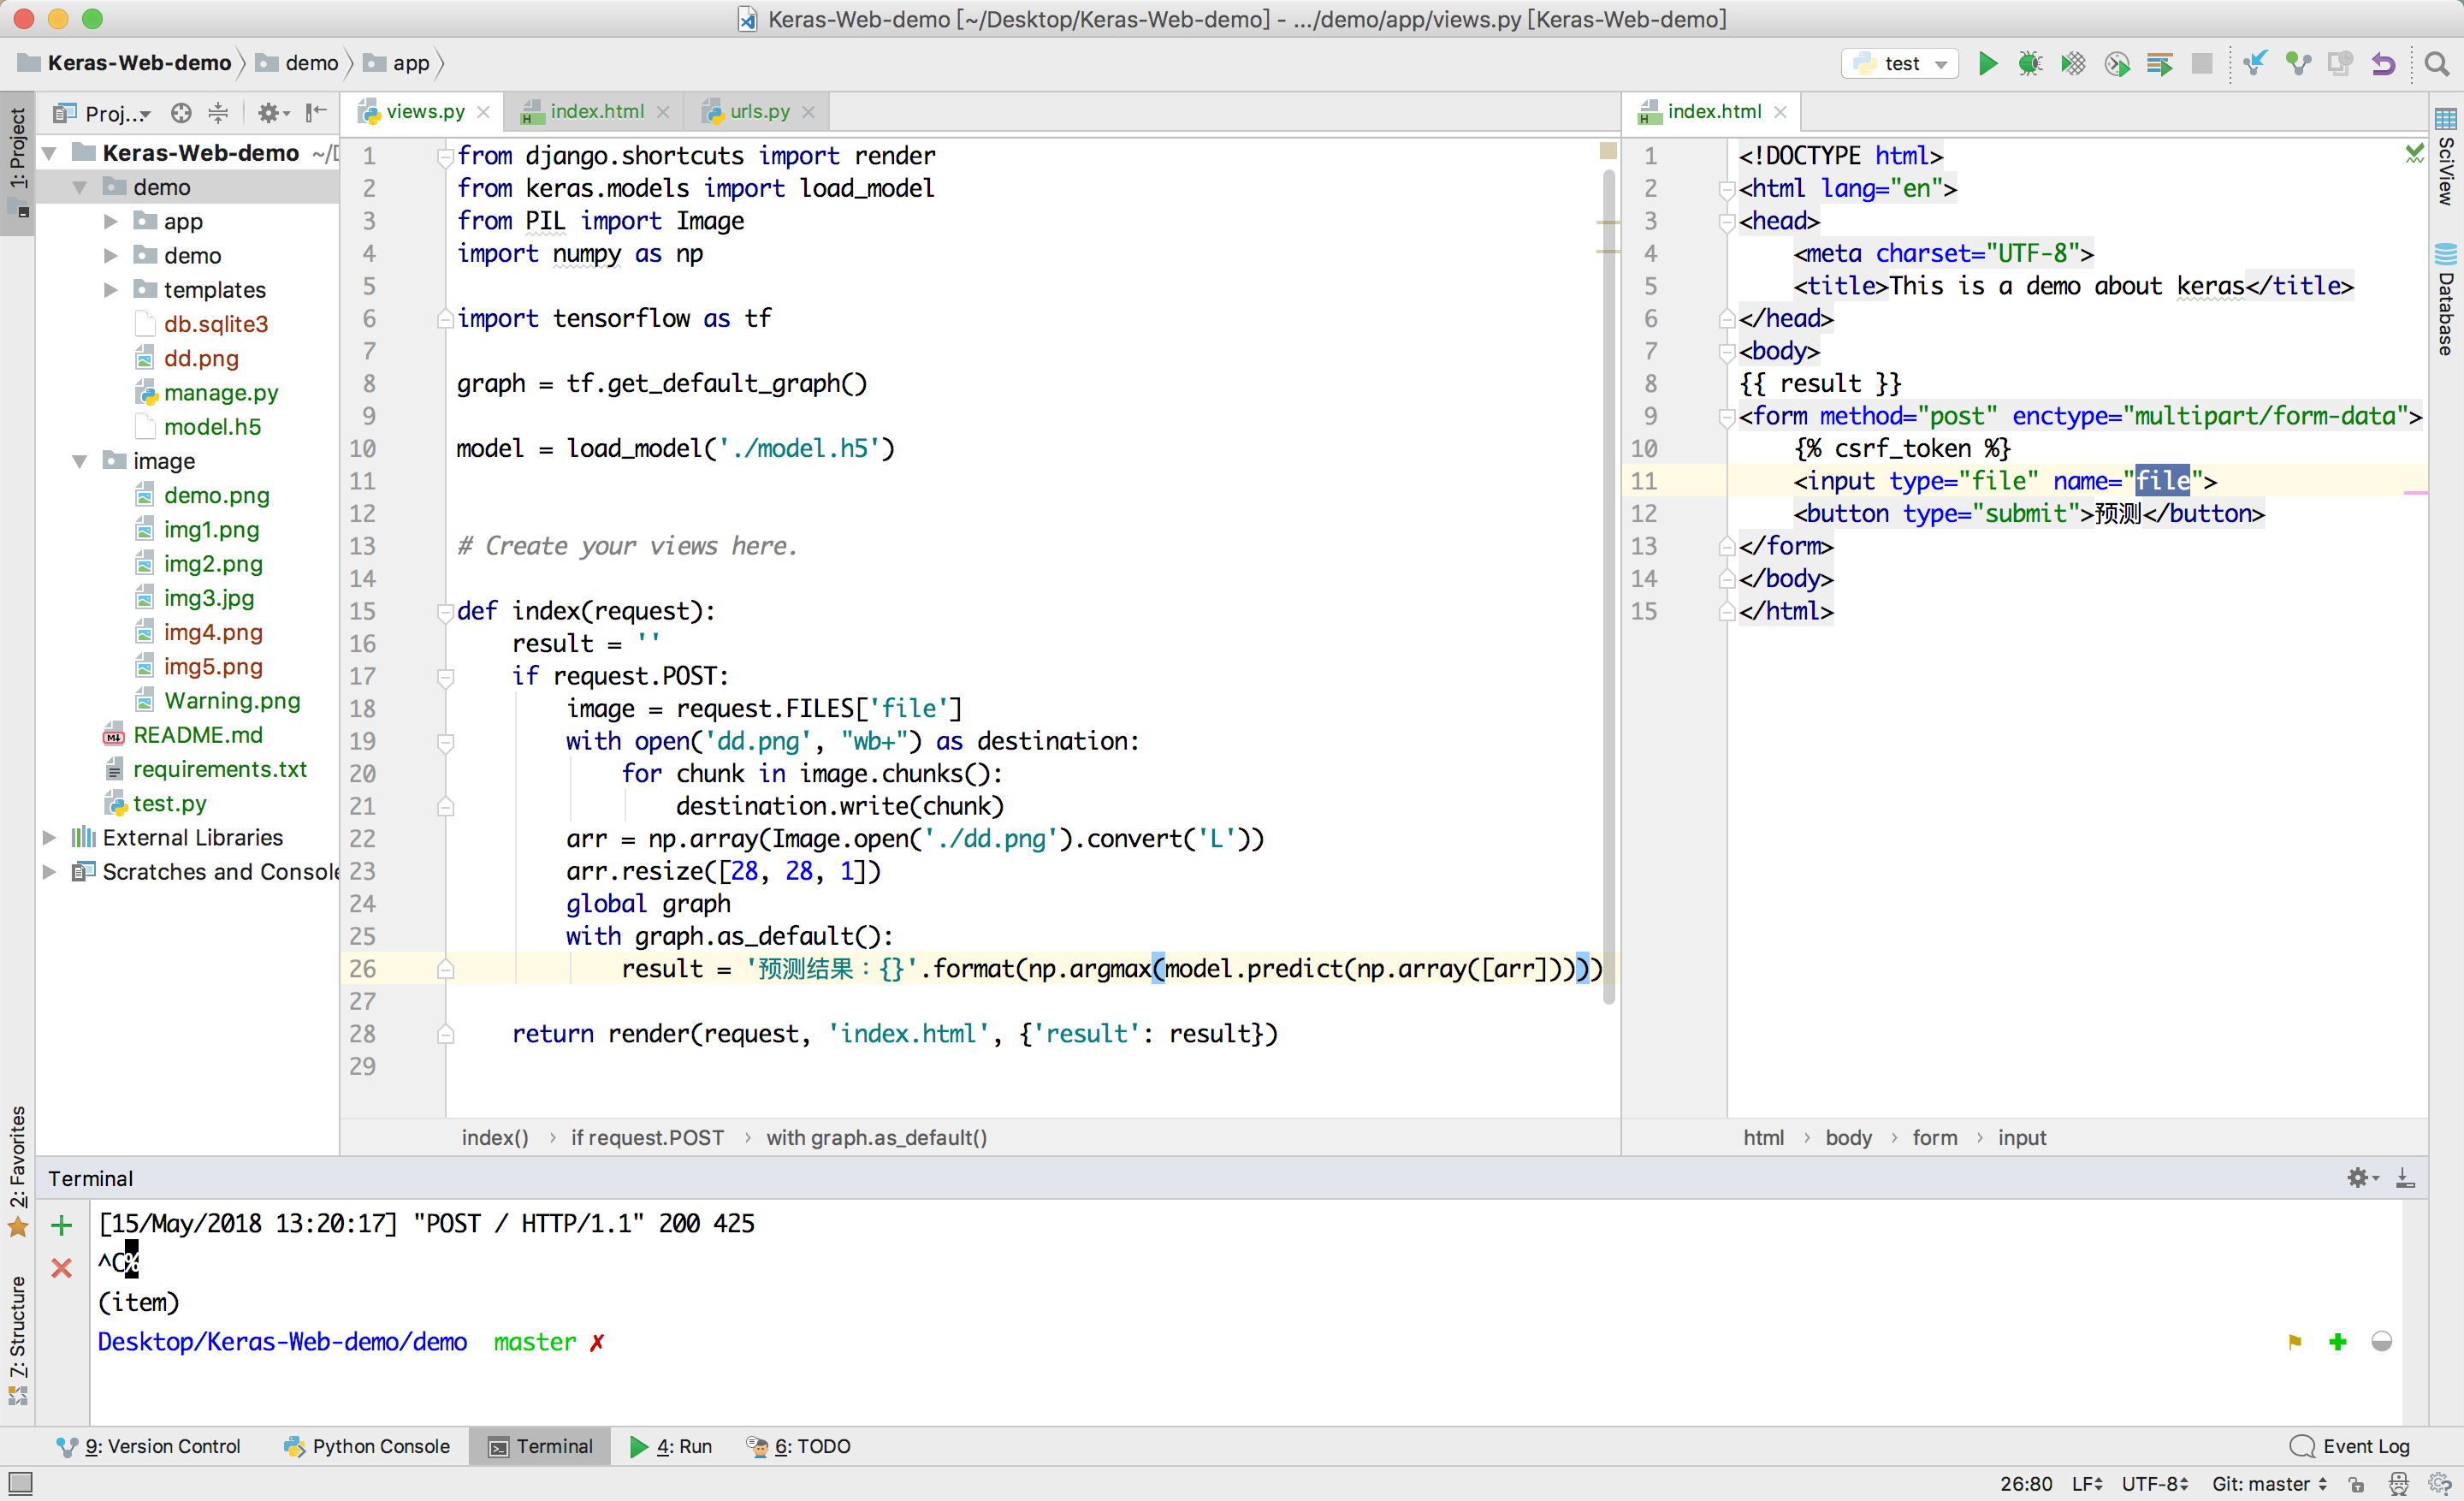 Keras-Web-demo [~/Desktop/Keras-Web-demo] - .../demo/app/views.py [Keras-Web-demo]
Keras-Web-demo demo app
test
1: Project
Proj...
Keras-Web-demo ~/D
demo
app
demo
templates
db.sqlite3
dd.png
manage.py
model.h5
image
demo.png
img1.png
img2.png
img3.jpg
img4.png
img5.png
Warning.png
README.md
requirements.txt
test.py
External Libraries
Scratches and Console
views.py index.html urls.py
1 from django.shortcuts import render
2 from keras.models import load_model
3 from PIL import Image
4 import numpy as np
5
6 import tensorflow as tf
7
8 graph = tf.get_default_graph()
9
10 model = load_model('./model.h5')
11
12
13 # Create your views here.
14
15 def index(request):
16 result = ''
17 if request.POST:
18 image = request.FILES['file']
19 with open('dd.png', "wb+") as destination:
20 for chunk in image.chunks():
21 destination.write(chunk)
22 arr = np.array(Image.open('./dd.png').convert('L'))
23 arr.resize([28, 28, 1])
24 global graph
25 with graph.as_default():
26 result = '预测结果：{}'.format(np.argmax(model.predict(np.array([arr]))))
27
28 return render(request, 'index.html', {'result': result})
29
index() › if request.POST › with graph.as_default()
index.html
1 <!DOCTYPE html>
2 <html lang="en">
3 <head>
4 <meta charset="UTF-8">
5 <title>This is a demo about keras</title>
6 </head>
7 <body>
8 {{ result }}
9 <form method="post" enctype="multipart/form-data">
10 {% csrf_token %}
11 <input type="file" name="file">
12 <button type="submit">预测</button>
13 </form>
14 </body>
15 </html>
html › body › form › input
SciView
Database
2: Favorites
7: Structure
Terminal
[15/May/2018 13:20:17] "POST / HTTP/1.1" 200 425
^C%
(item)
Desktop/Keras-Web-demo/demo master ✗
9: Version Control Python Console Terminal 4: Run 6: TODO Event Log
26:80 LF UTF-8 Git: master